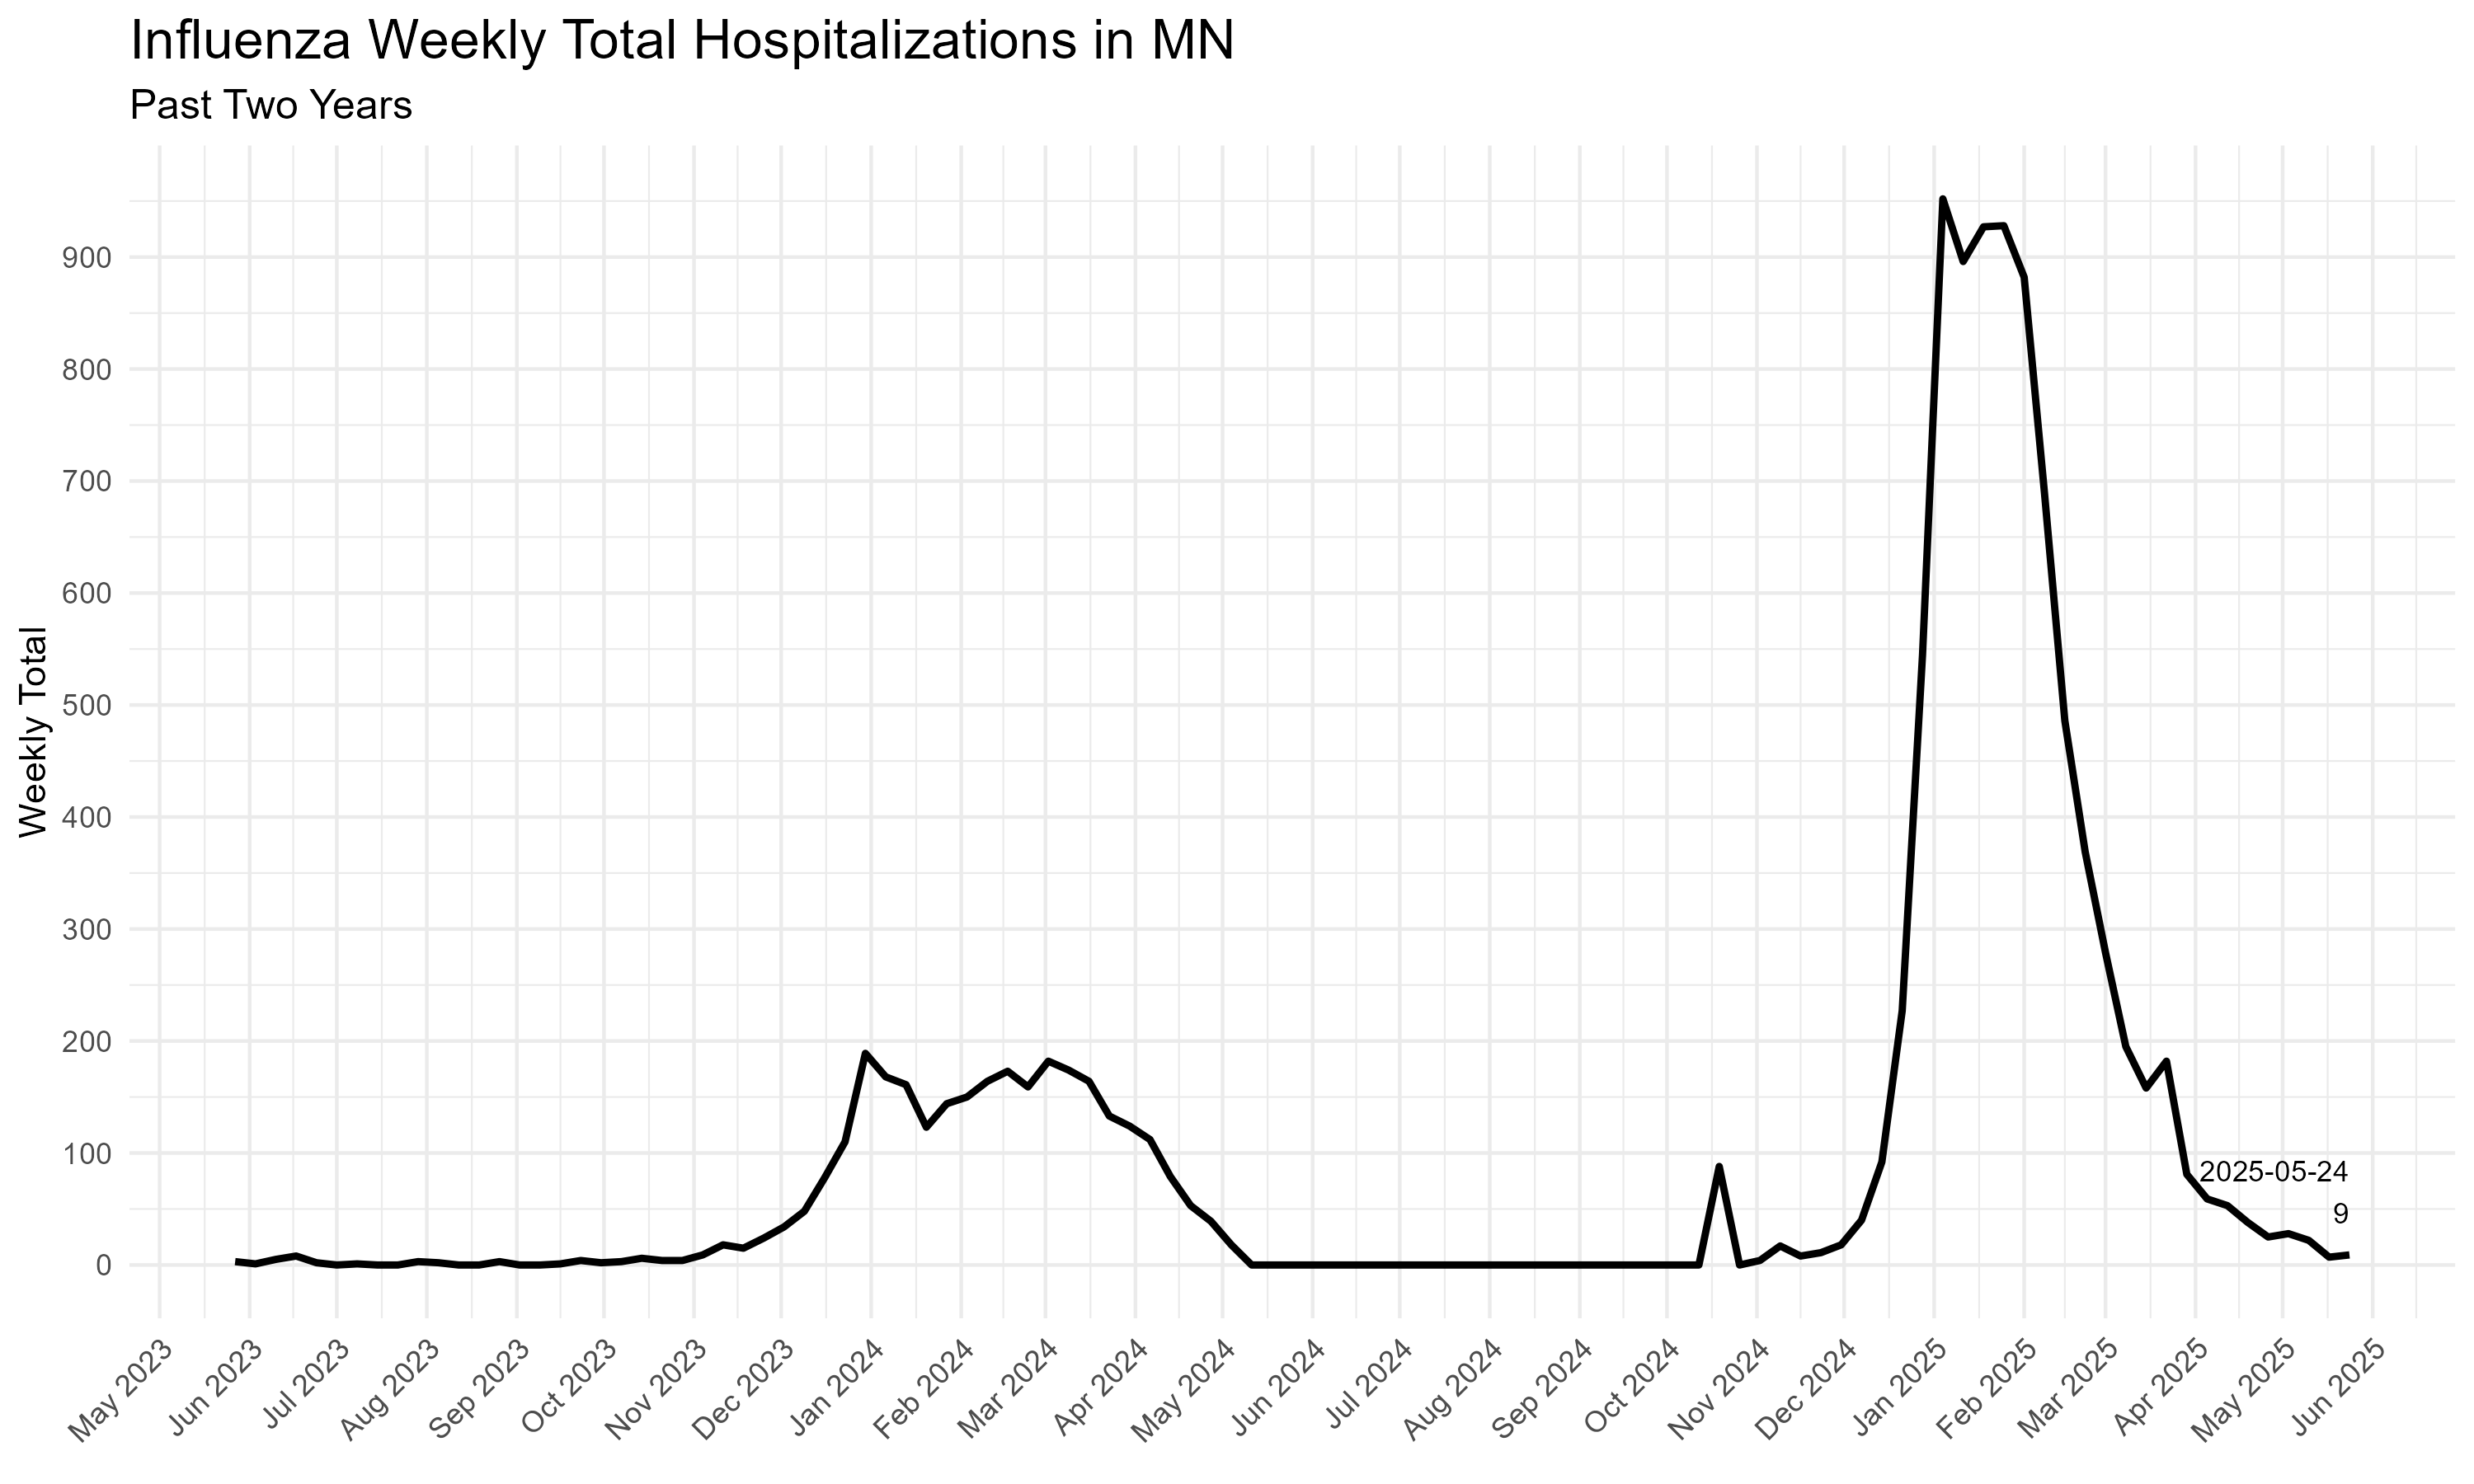 Influenza Weekly Total Hospitalizations in MN
Past Two Years
Weekly Total
900
800
700
600
500
400
300
200
100
0
2025-05-24
9
May 2023
Jun 2023
Jul 2023
Aug 2023
Sep 2023
Oct 2023
Nov 2023
Dec 2023
Jan 2024
Feb 2024
Mar 2024
Apr 2024
May 2024
Jun 2024
Jul 2024
Aug 2024
Sep 2024
Oct 2024
Nov 2024
Dec 2024
Jan 2025
Feb 2025
Mar 2025
Apr 2025
May 2025
Jun 2025